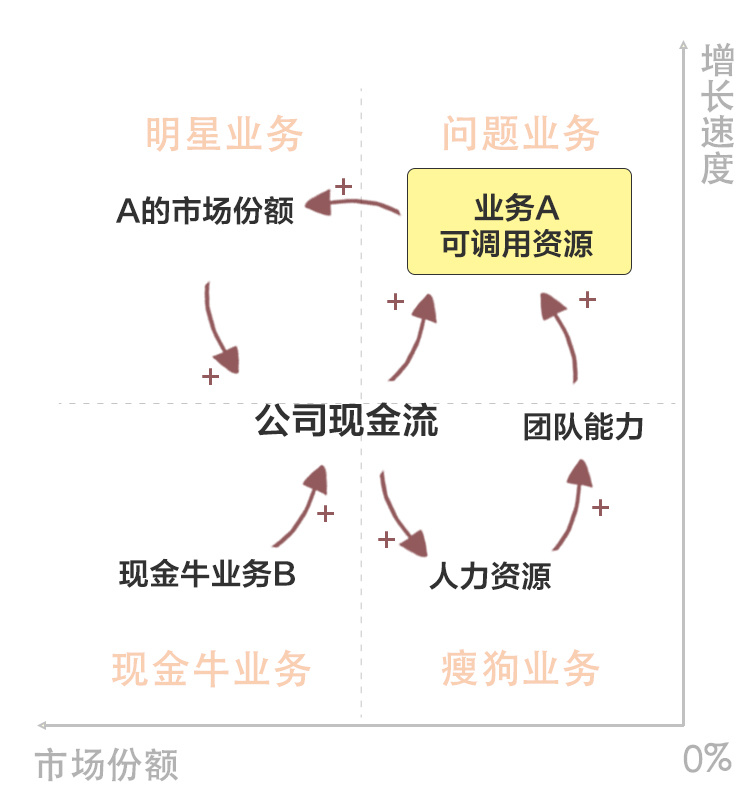 增长速度
明星业务
问题业务
+
A的市场份额
业务A
可调用资源
+
+
+
公司现金流
团队能力
+
+
+
现金牛业务B
人力资源
现金牛业务
瘦狗业务
市场份额
0%